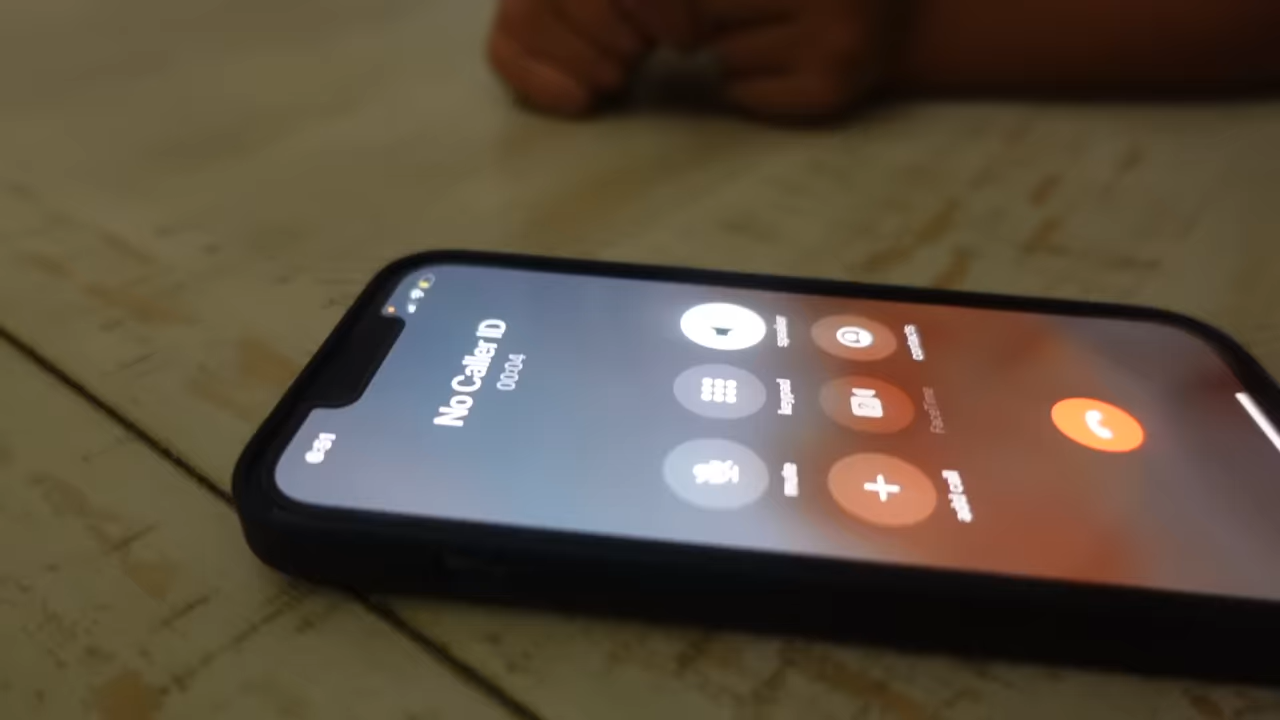 No Caller ID
00:04
mute
keypad
speaker
add call
FaceTime
contacts